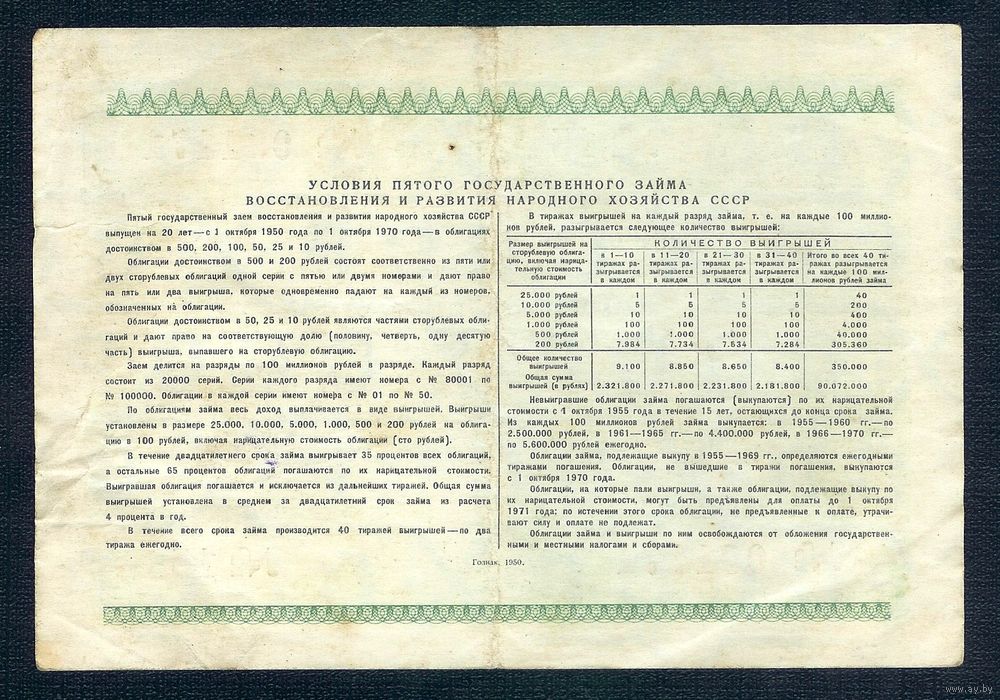 УСЛОВИЯ ПЯТОГО ГОСУДАРСТВЕННОГО ЗАЙМА
ВОССТАНОВЛЕНИЯ И РАЗВИТИЯ НАРОДНОГО ХОЗЯЙСТВА СССР
Пятый государственный заем восстановления и развития народного хозяйства СССР
выпущен на 20 лет—с 1 октября 1950 года по 1 октября 1970 года—в облигациях
достоинством в 500, 200, 100, 50, 25 и 10 рублей.
Облигации достоинством в 500 и 200 рублей состоят соответственно из пяти или
двух сторублевых облигаций одной серии с пятью или двумя номерами и дают право
на пять или два выигрыша, которые одновременно падают на каждый из номеров,
обозначенных на облигации.
Облигации достоинством в 50, 25 и 10 рублей являются частями сторублевых обли-
гаций и дают право на соответствующую долю (половину, четверть, одну десятую
часть) выигрыша, выпавшего на сторублевую облигацию.
Заем делится на разряды по 100 миллионов рублей в разряде. Каждый разряд
состоит из 20000 серий. Серии каждого разряда имеют номера с № 80001 по
№ 100000. Облигации в каждой серии имеют номера с № 01 по № 50.
По облигациям займа весь доход выплачивается в виде выигрышей. Выигрыши
установлены в размере 25.000, 10.000, 5.000, 1.000, 500 и 200 рублей на облига-
цию в 100 рублей, включая нарицательную стоимость облигации (сто рублей).
В течение двадцатилетнего срока займа выигрывает 35 процентов всех облигаций,
а остальные 65 процентов облигаций погашаются по их нарицательной стоимости.
Выигравшая облигация погашается и исключается из дальнейших тиражей. Общая сумма
выигрышей установлена в среднем за двадцатилетний срок займа из расчета
4 процента в год.
В течение всего срока займа производится 40 тиражей выигрышей—по два
тиража ежегодно.
В тиражах выигрышей на каждый разряд займа, т. е. на каждые 100 миллио-
нов рублей, разыгрывается следующее количество выигрышей:
Размер выигрышей на сторублевую облига-цию, включая нарица-тельную стоимость облигации
КОЛИЧЕСТВО ВЫИГРЫШЕЙ
в 1—10 тиражах ра-зыгрывается в каждом
в 11—20 тиражах ра-зыгрывается в каждом
в 21—30 тиражах ра-зыгрывается в каждом
в 31—40 тиражах ра-зыгрывается в каждом
Итого во всех 40 ти-ражах разыгрывается на каждые 100 мил-лионов рублей займа
25.000 рублей 1 1 1 1 40
10.000 рублей 5 5 5 5 200
5.000 рублей 10 10 10 10 400
1.000 рублей 100 100 100 100 4.000
500 рублей 1.000 1.000 1.000 1.000 40.000
200 рублей 7.984 7.734 7.534 7.284 305.360
Общее количество
выигрышей 9.100 8.850 8.650 8.400 350.000
Общая сумма
выигрышей (в рублях) 2.321.800 2.271.800 2.231.800 2.181.800 90.072.000
Невыигравшие облигации займа погашаются (выкупаются) по их нарицательной
стоимости с 1 октября 1955 года в течение 15 лет, остающихся до конца срока займа.
Из каждых 100 миллионов рублей займа выкупается: в 1955—1960 гг.—по
2.500.000 рублей, в 1961—1965 гг.—по 4.400.000 рублей, в 1966—1970 гг.—
по 5.600.000 рублей ежегодно.
Облигации займа, подлежащие выкупу в 1955—1969 гг., определяются ежегодными
тиражами погашения. Облигации, не вышедшие в тиражи погашения, выкупаются
с 1 октября 1970 года.
Облигации, на которые пали выигрыши, а также облигации, подлежащие выкупу по
их нарицательной стоимости, могут быть предъявлены для оплаты до 1 октября
1971 года; по истечении этого срока облигации, не предъявленные к оплате, утрачи-
вают силу и оплате не подлежат.
Облигации займа и выигрыши по ним освобождаются от обложения государствен-
ными и местными налогами и сборами.
Гознак. 1950.
www.ay.by